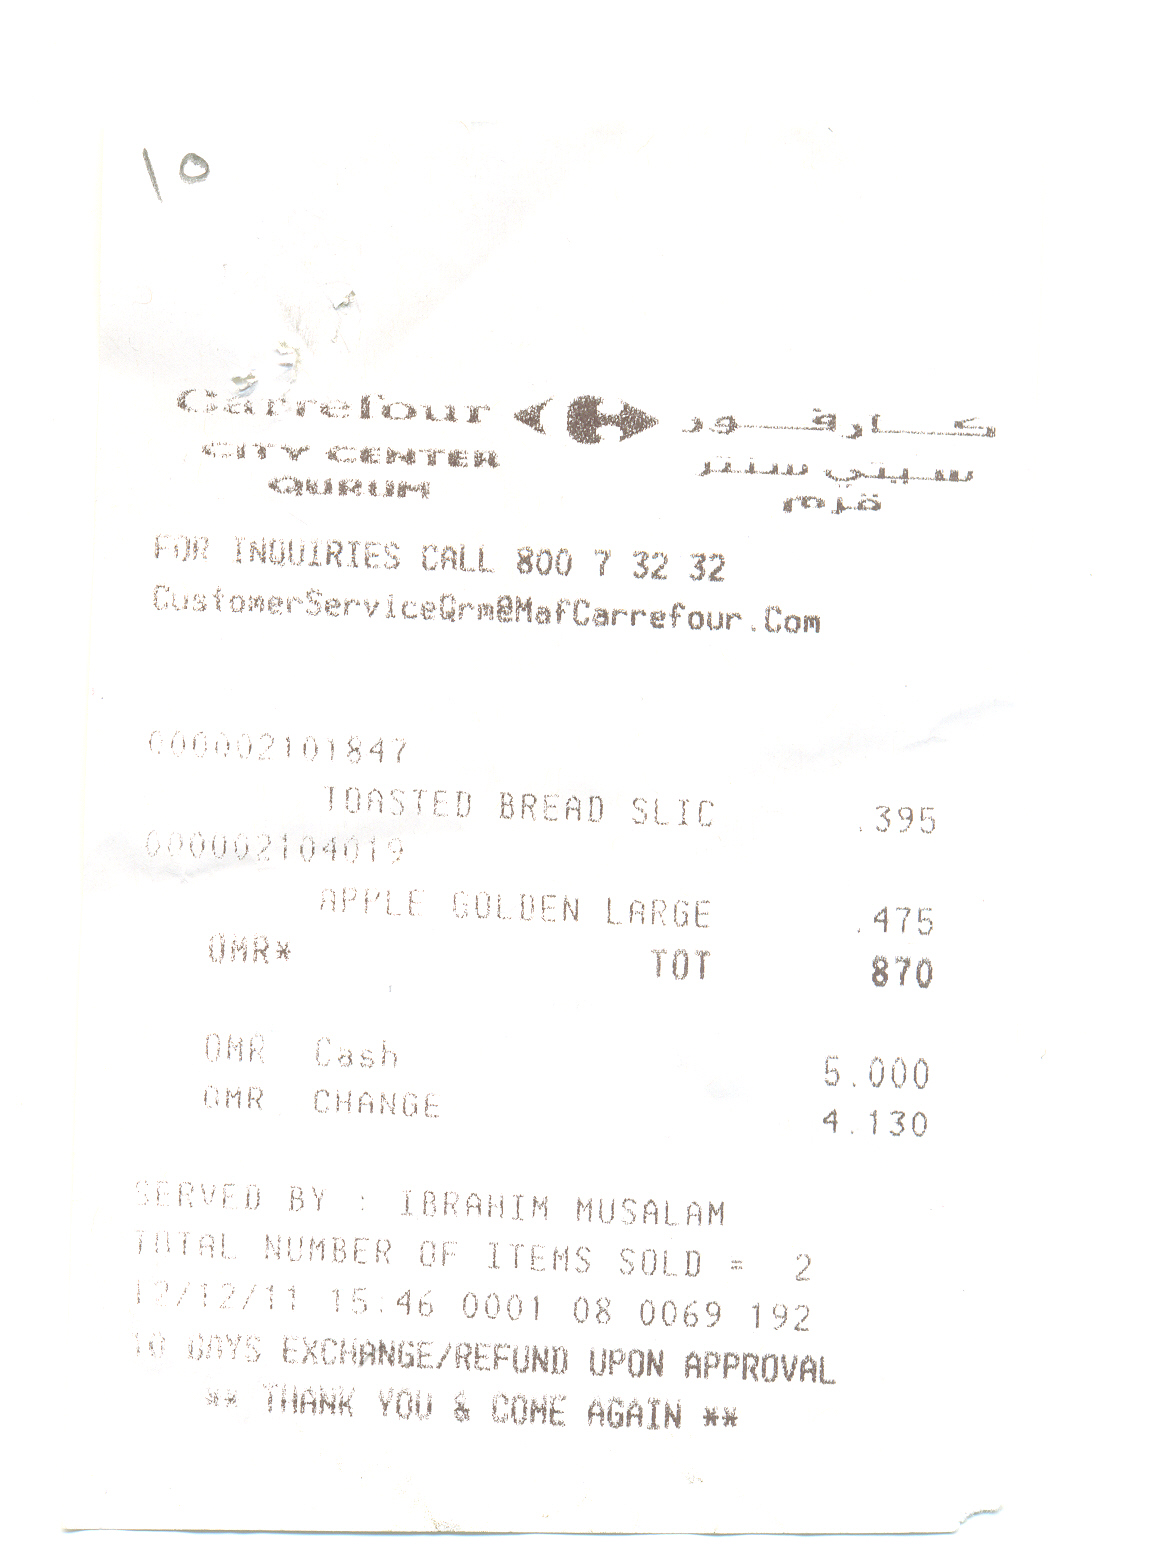 ١٥
Carrefour كارفور
CITY CENTER سيتي سنتر
QURUM قرم
FOR INQUIRIES CALL 800 7 32 32
CustomerServiceQrm@MafCarrefour.Com
000002101847
TOASTED BREAD SLIC .395
000002104019
APPLE GOLDEN LARGE .475
OMR* TOT 870
OMR Cash 5.000
OMR CHANGE 4.130
SERVED BY : IBRAHIM MUSALAM
TOTAL NUMBER OF ITEMS SOLD = 2
12/12/11 15:46 0001 08 0069 192
10 DAYS EXCHANGE/REFUND UPON APPROVAL
** THANK YOU & COME AGAIN **